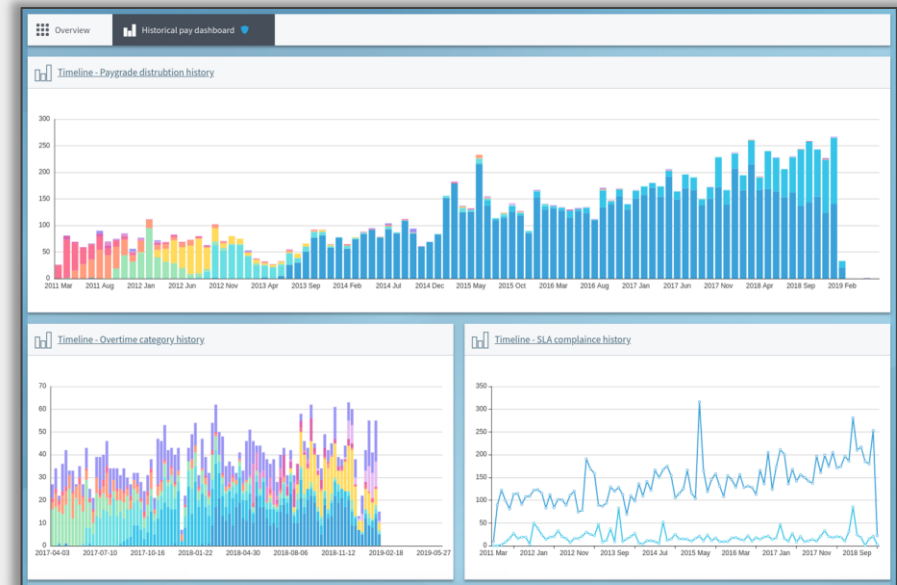 Overview
Historical pay dashboard
Timeline - Paygrade distrubtion history
300
250
200
150
100
50
0
2011 Mar 2011 Aug 2012 Jan 2012 Jun 2012 Nov 2013 Apr 2013 Sep 2014 Feb 2014 Jul 2014 Dec 2015 May 2015 Oct 2016 Mar 2016 Aug 2017 Jan 2017 Jun 2017 Nov 2018 Apr 2018 Sep 2019 Feb
Timeline - Overtime category history
70
60
50
40
30
20
10
0
2017-04-03 2017-07-10 2017-10-16 2018-01-22 2018-04-30 2018-08-06 2018-11-12 2019-02-18 2019-05-27
Timeline - SLA complaince history
350
300
250
200
150
100
50
0
2011 Mar 2012 Jan 2012 Nov 2013 Sep 2014 Jul 2015 May 2016 Mar 2017 Jan 2017 Nov 2018 Sep